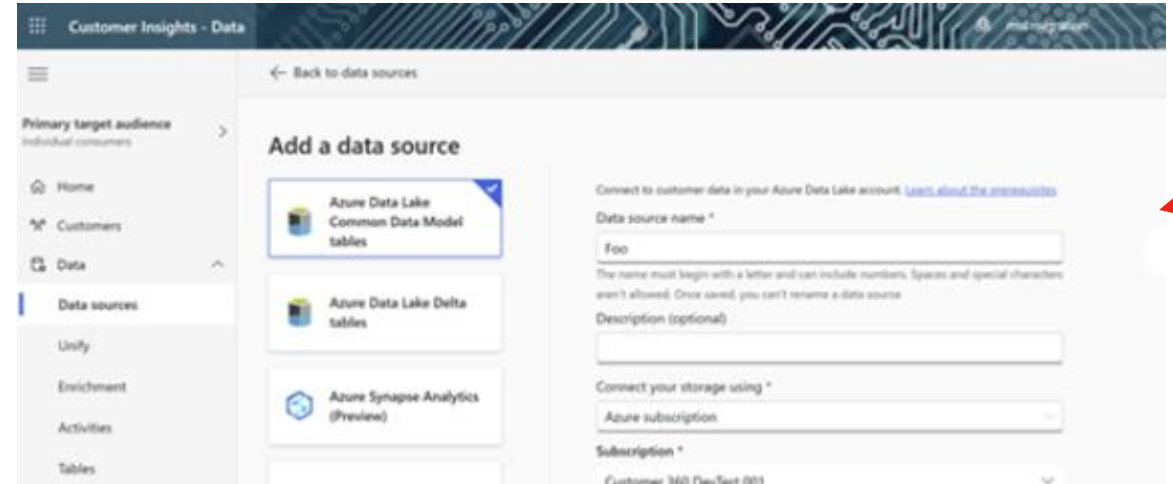 Customer Insights - Data
Back to data sources
Primary target audience
Individual consumers
Home
Customers
Data
Data sources
Unify
Enrichment
Activities
Tables
Add a data source
Azure Data Lake
Common Data Model
tables
Azure Data Lake Delta
tables
Azure Synapse Analytics
(Preview)
Connect to customer data in your Azure Data Lake account. Learn about the prerequisites
Data source name *
Foo
The name must begin with a letter and can include numbers. Spaces and special characters
aren't allowed. Once saved, you can't rename a data source
Description (optional)
Connect your storage using *
Azure subscription
Subscription *
Customer 360 DevTest 001